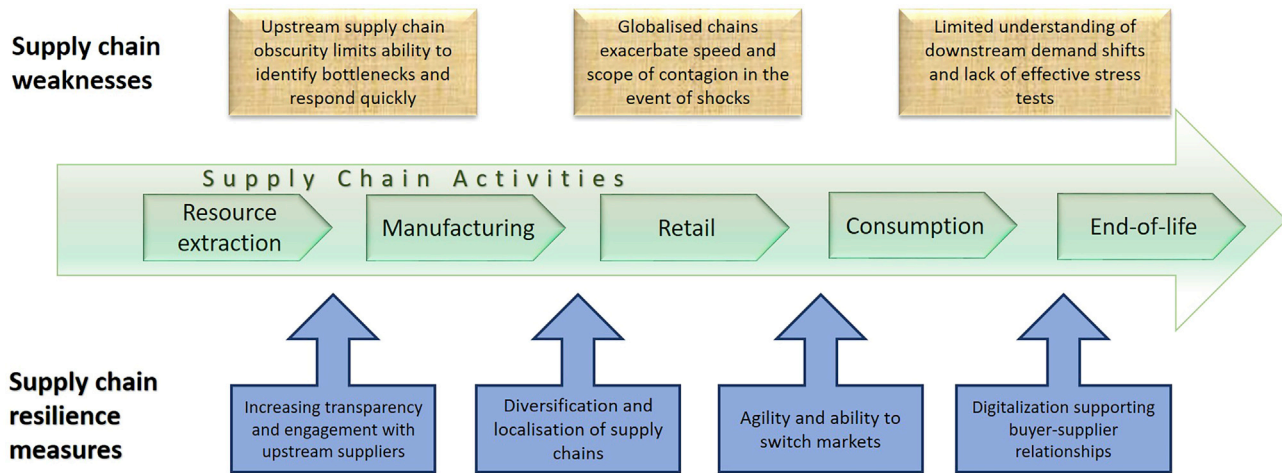 Supply chain
weaknesses
Upstream supply chain
obscurity limits ability to
identify bottlenecks and
respond quickly
Globalised chains
exacerbate speed and
scope of contagion in the
event of shocks
Limited understanding of
downstream demand shifts
and lack of effective stress
tests
Supply Chain Activities
Resource
extraction
Manufacturing
Retail
Consumption
End-of-life
Supply chain
resilience
measures
Increasing transparency
and engagement with
upstream suppliers
Diversification and
localisation of supply
chains
Agility and ability to
switch markets
Digitalization supporting
buyer-supplier
relationships